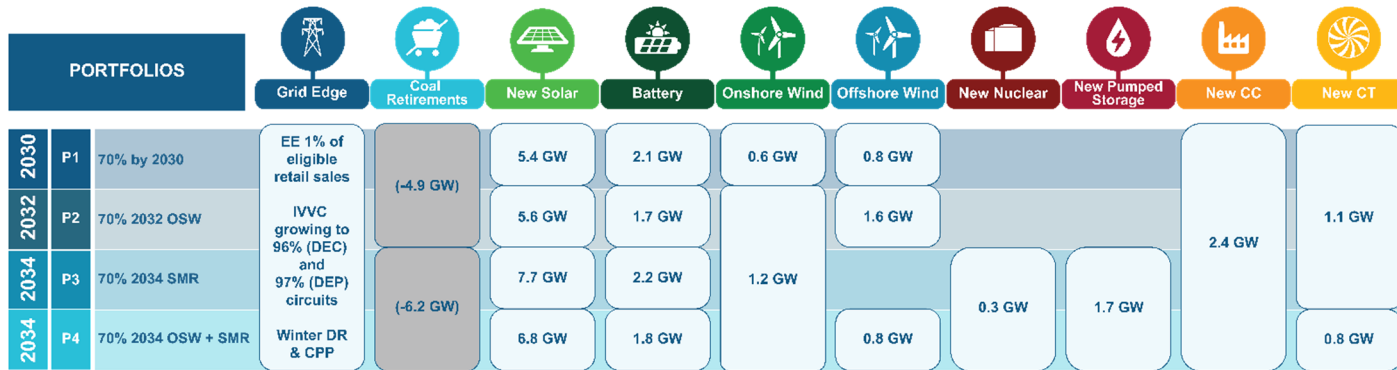 PORTFOLIOS
Grid Edge
Coal
Retirements
New Solar
Battery
Onshore Wind
Offshore Wind
New Nuclear
New Pumped
Storage
New CC
New CT
2030
P1
70% by 2030
2032
P2
70% 2032 OSW
2034
P3
70% 2034 SMR
2034
P4
70% 2034 OSW + SMR
EE 1% of
eligible
retail sales
IVVC
growing to
96% (DEC)
and
97% (DEP)
circuits
Winter DR
& CPP
(-4.9 GW)
(-6.2 GW)
5.4 GW
5.6 GW
7.7 GW
6.8 GW
2.1 GW
1.7 GW
2.2 GW
1.8 GW
0.6 GW
1.2 GW
0.8 GW
1.6 GW
0.8 GW
0.3 GW
1.7 GW
2.4 GW
1.1 GW
0.8 GW